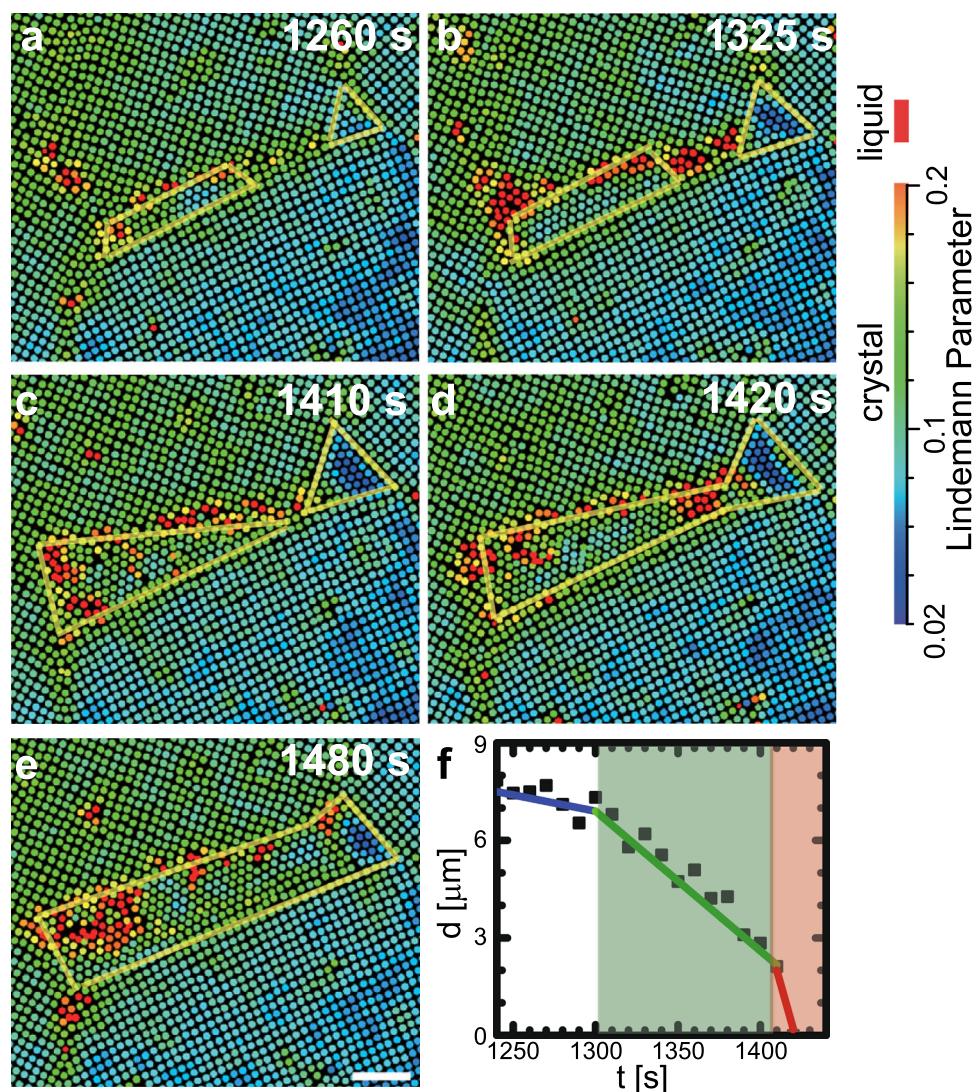 a 1260 s
b 1325 s
liquid
crystal
0.2
0.1
0.02
Lindemann Parameter
c 1410 s
d 1420 s
e 1480 s
f
9
6
3
0
d [μm]
1250 1300 1350 1400
t [s]